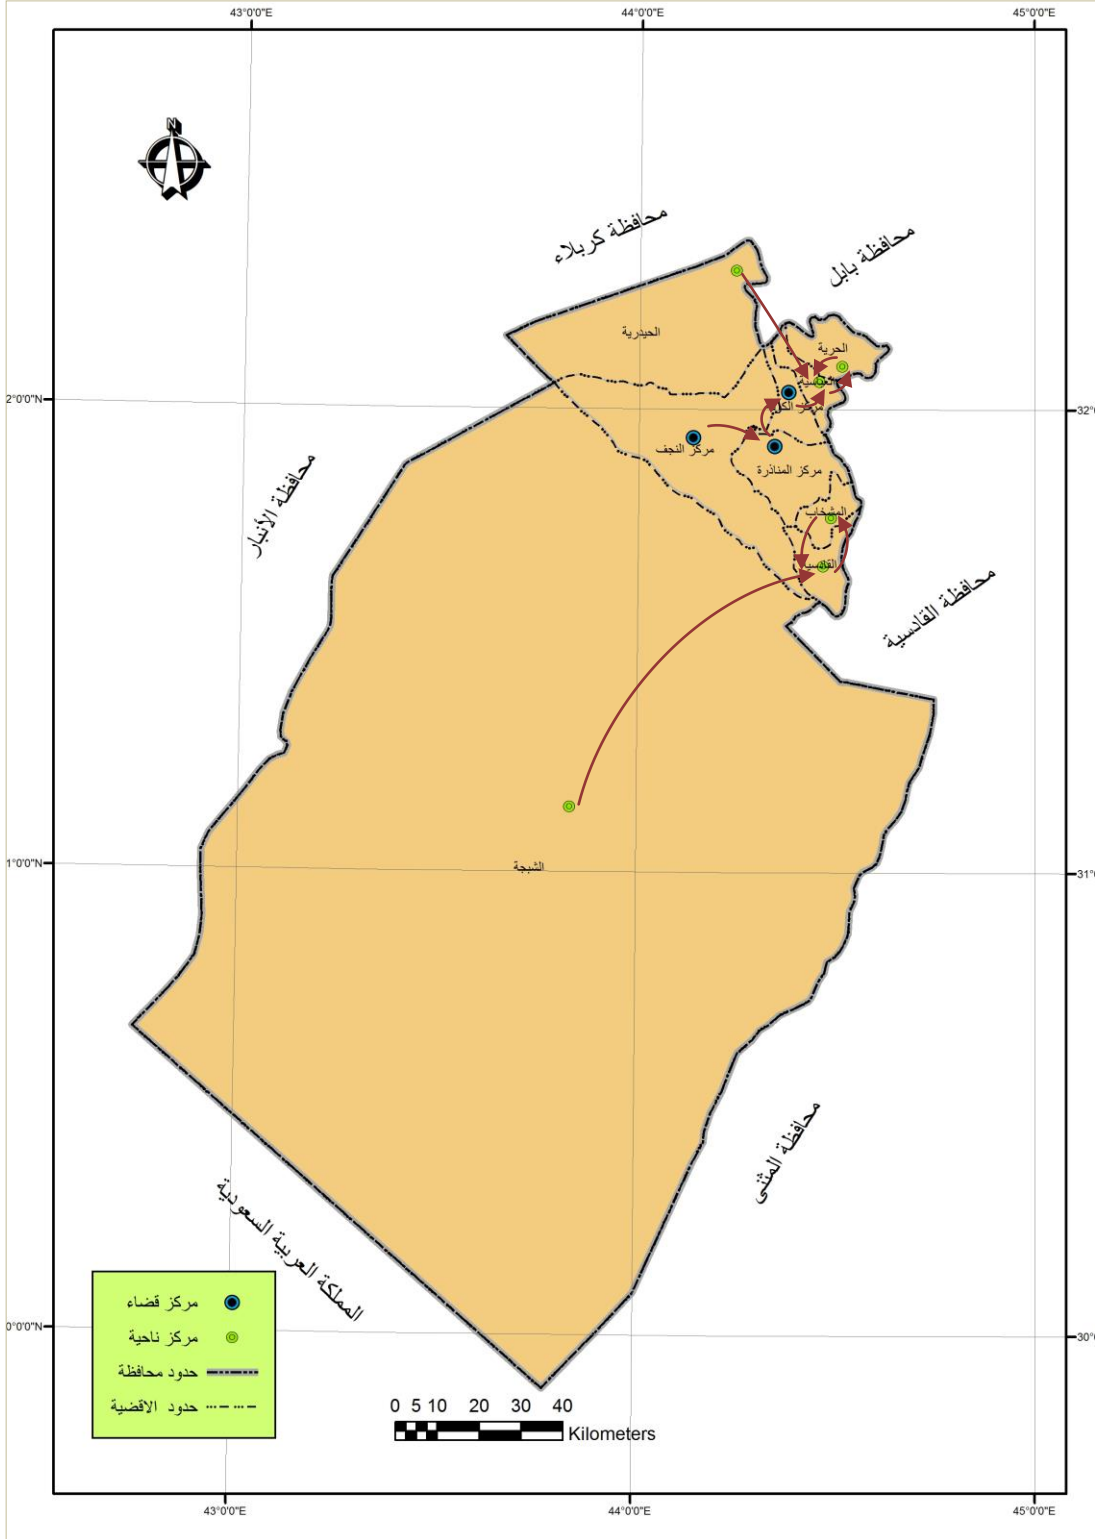 43°0'0"E 44°0'0"E 45°0'0"E
N
محافظة كربلاء
محافظة بابل
الحيدرية
الحرية
العباسية
2°0'0"N
32°
مركز النجف
مركز المناذرة
المشخاب
القادسية
محافظة الأنبار
محافظة القادسية
1°0'0"N
31°
الشبجة
محافظة المثنى
المملكة العربية السعودية
مركز قضاء
مركز ناحية
حدود محافظة
حدود الاقضية
0°0'0"N
30°
0 5 10 20 30 40
Kilometers
43°0'0"E 44°0'0"E 45°0'0"E